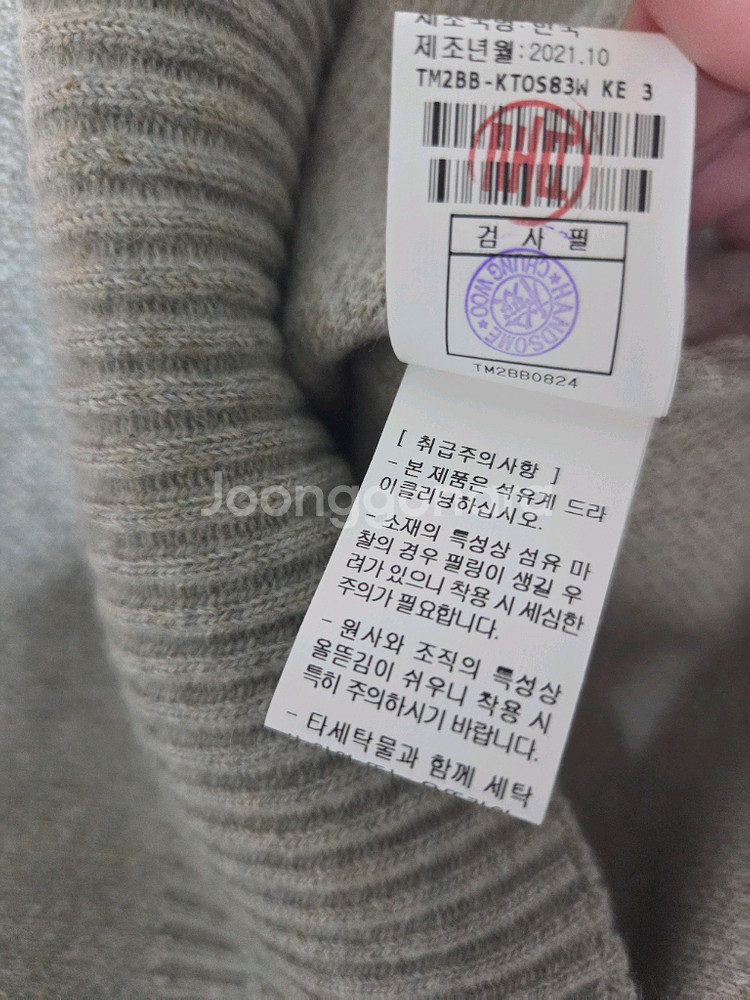 제조국명:한국
제조년월:2021.10
TM2BB-KTOS83W KE 3
검 사 필
HANDSOME CHUNG WOO
TM2BB0824
[ 취급주의사항 ]
- 본 제품은 석유계 드라
이클리닝하십시오.
- 소재의 특성상 섬유 마
찰의 경우 필링이 생길 우
려가 있으니 착용 시 세심한
주의가 필요합니다.
- 원사와 조직의 특성상
올뜯김이 쉬우니 착용 시
특히 주의하시기 바랍니다.
- 타세탁물과 함께 세탁